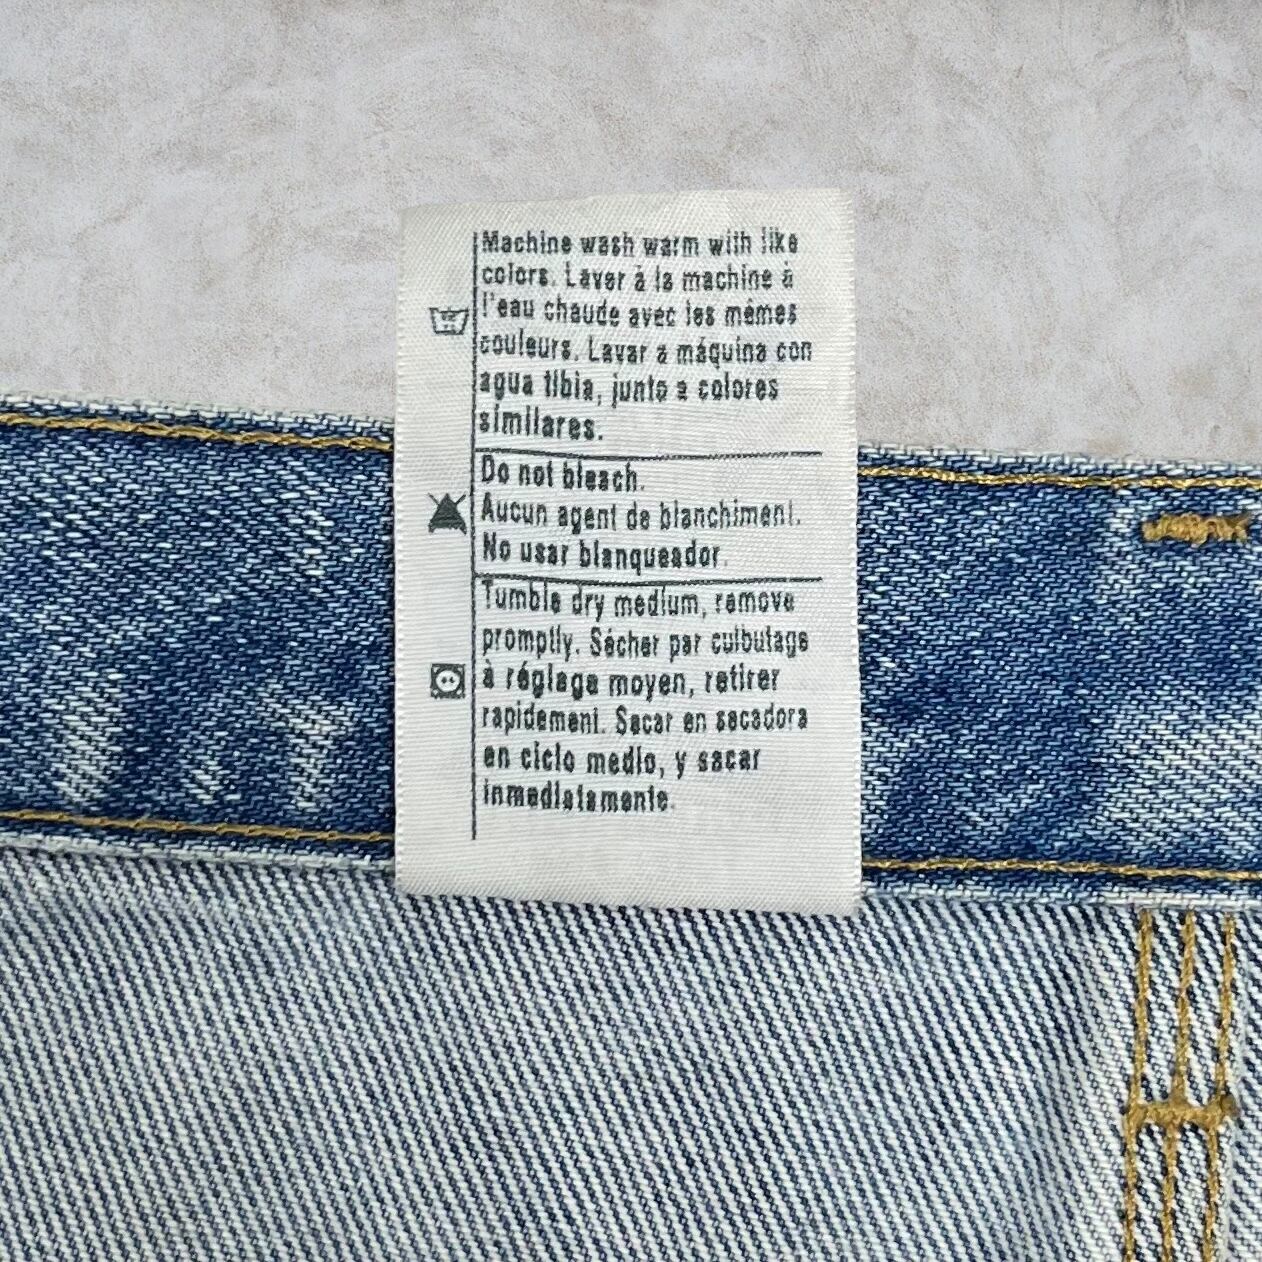 Machine wash warm with like
colors. Laver à la machine à
l'eau chaude avec les mêmes
couleurs. Lavar a máquina con
agua tibia, junto a colores
similares.
Do not bleach.
Aucun agent de blanchiment.
No usar blanqueador.
Tumble dry medium, remove
promptly. Sécher par culbutage
à réglage moyen, retirer
rapidement. Secar en secadora
en ciclo medio, y sacar
inmediatamente.